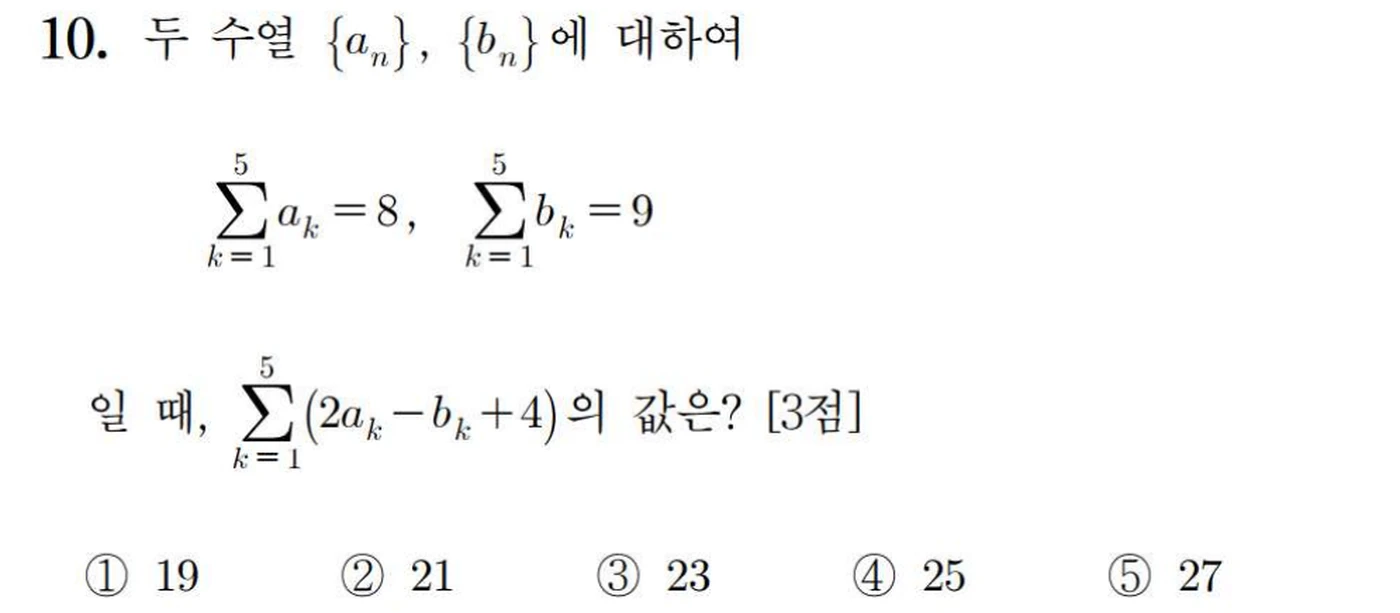 10. 두 수열 {aₙ}, {bₙ}에 대하여
∑_{k=1}^{5} a_k = 8, ∑_{k=1}^{5} b_k = 9
일 때, ∑_{k=1}^{5} (2a_k − b_k + 4)의 값은? [3점]
① 19 ② 21 ③ 23 ④ 25 ⑤ 27